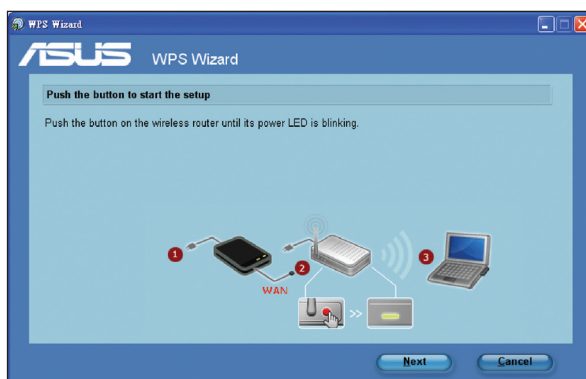 WPS Wizard
ASUS WPS Wizard
Push the button to start the setup
Push the button on the wireless router until its power LED is blinking.
1
2
3
WAN
>>
Next
Cancel